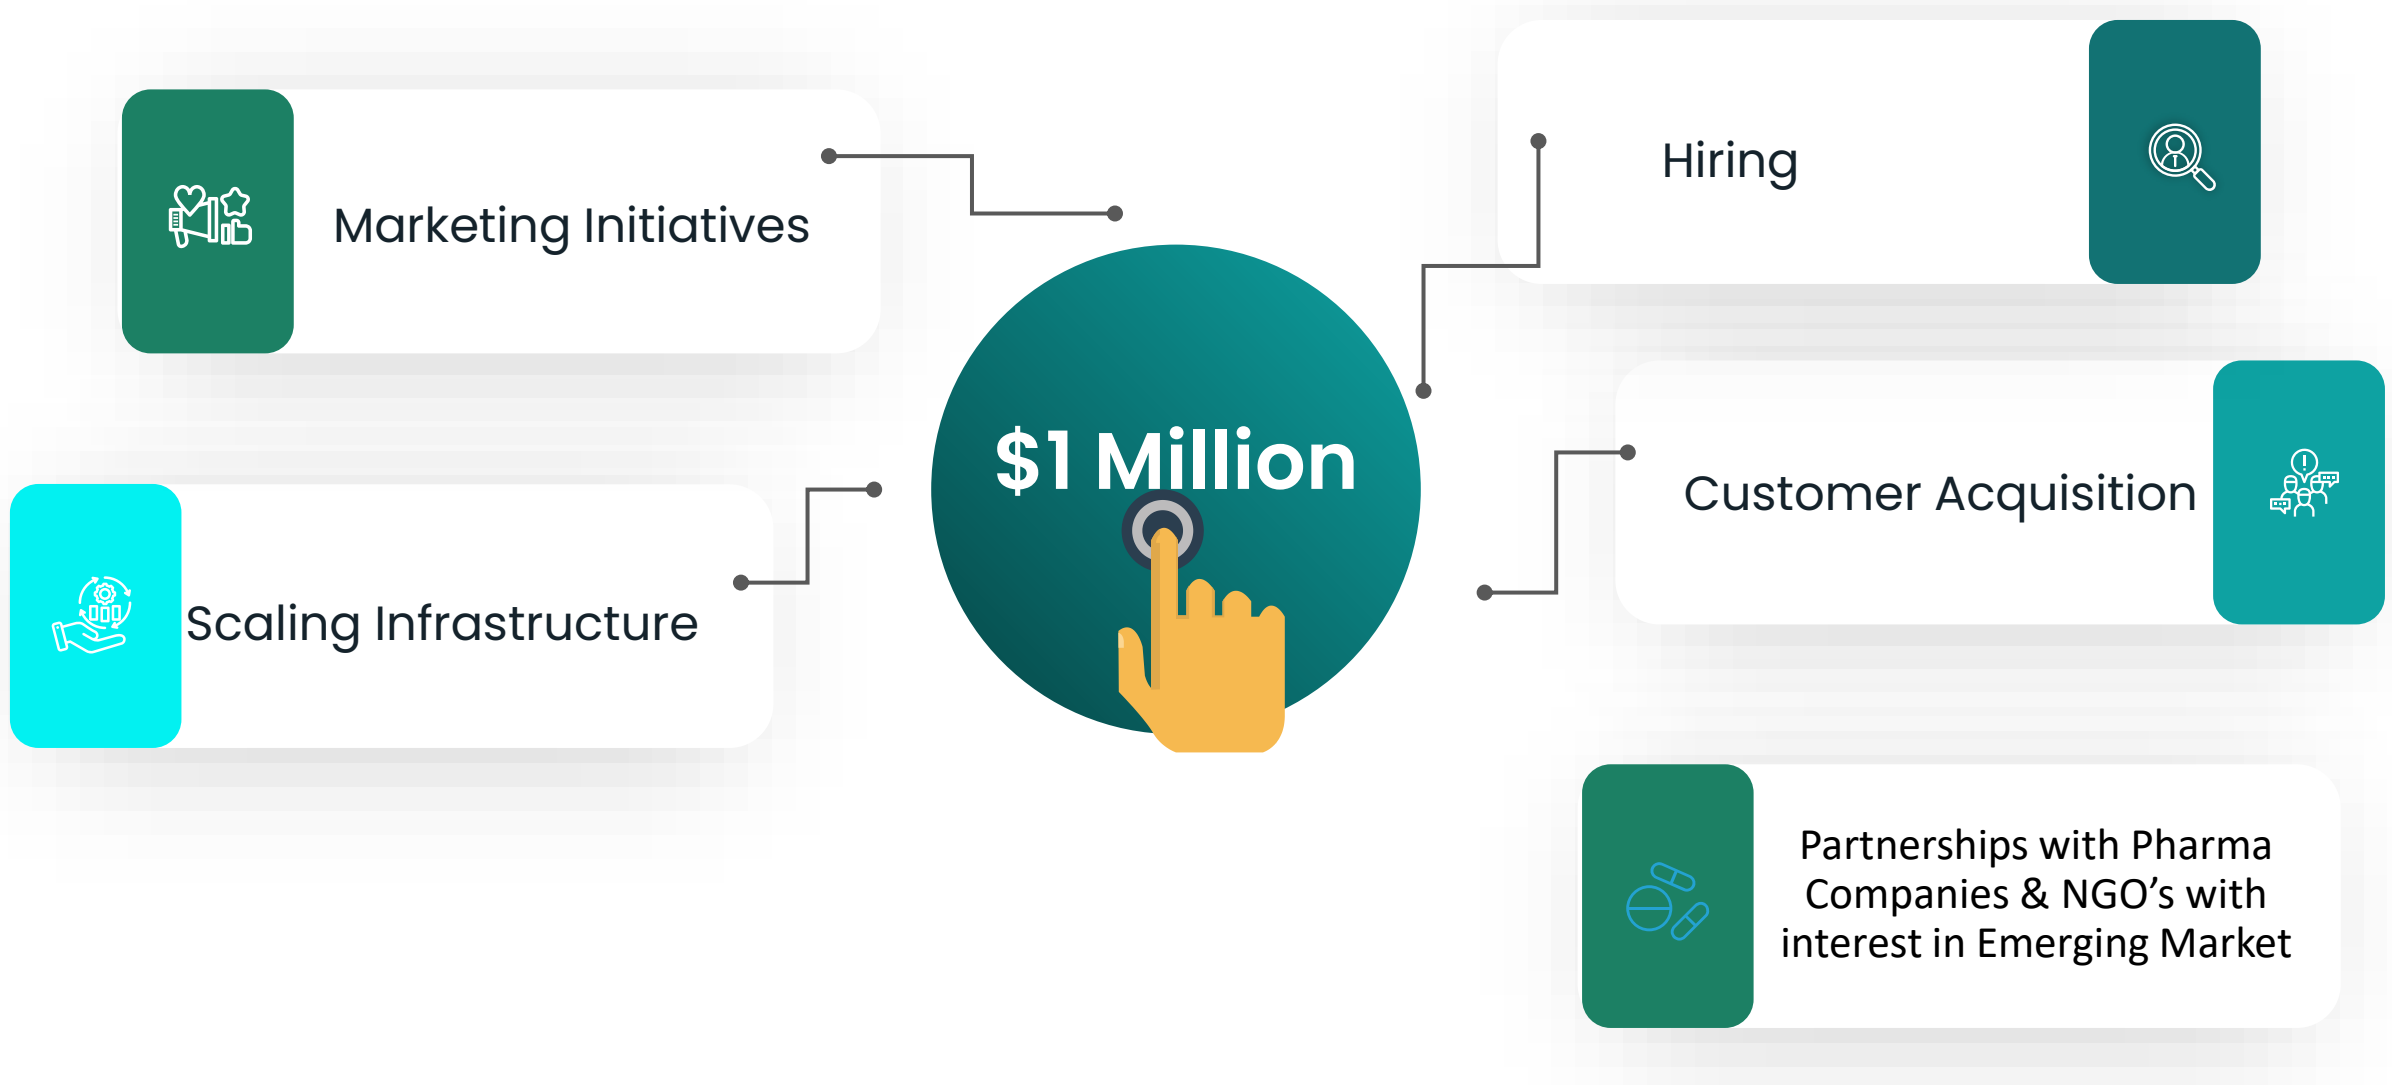 Marketing Initiatives
Scaling Infrastructure
$1 Million
Hiring
Customer Acquisition
Partnerships with Pharma
Companies & NGO’s with
interest in Emerging Market